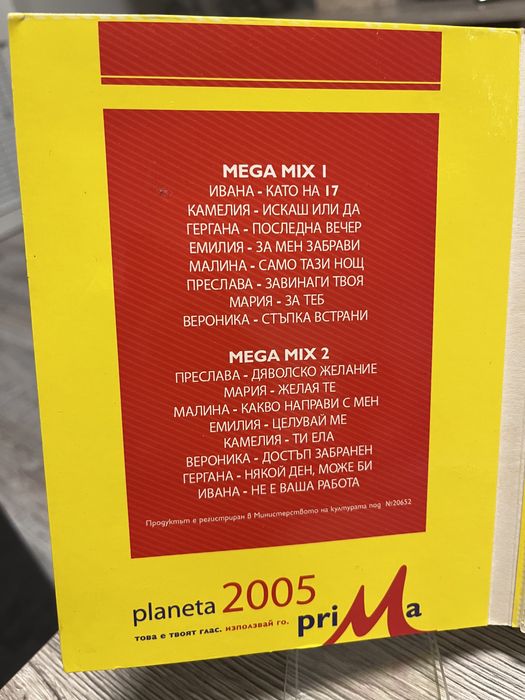 MEGA MIX 1
ИВАНА - КАТО НА 17
КАМЕЛИЯ - ИСКАШ ИЛИ ДА
ГЕРГАНА - ПОСЛЕДНА ВЕЧЕР
ЕМИЛИЯ - ЗА МЕН ЗАБРАВИ
МАЛИНА - САМО ТАЗИ НОЩ
ПРЕСЛАВА - ЗАВИНАГИ ТВОЯ
МАРИЯ - ЗА ТЕБ
ВЕРОНИКА - СТЪПКА ВСТРАНИ
MEGA MIX 2
ПРЕСЛАВА - ДЯВОЛСКО ЖЕЛАНИЕ
МАРИЯ - ЖЕЛАЯ ТЕ
МАЛИНА - КАКВО НАПРАВИ С МЕН
ЕМИЛИЯ - ЦЕЛУВАЙ МЕ
КАМЕЛИЯ - ТИ ЕЛА
ВЕРОНИКА - ДОСТЪП ЗАБРАНЕН
ГЕРГАНА - НЯКОЙ ДЕН, МОЖЕ БИ
ИВАНА - НЕ Е ВАША РАБОТА
Продуктът е регистриран в Министерството на културата под №20652
planeta 2005 priMa
това е твоят глас. използвай го.